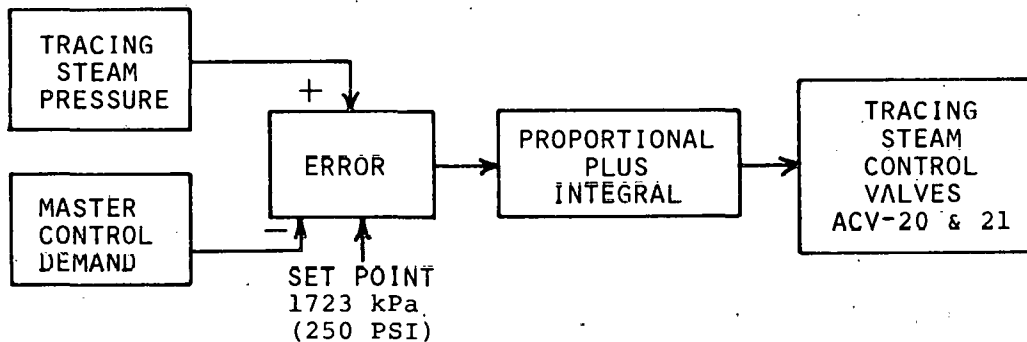 TRACING
STEAM
PRESSURE
+
ERROR
PROPORTIONAL
PLUS
INTEGRAL
TRACING
STEAM
CONTROL
VALVES
ACV-20 & 21
MASTER
CONTROL
DEMAND
-
SET POINT
1723 kPa
(250 PSI)